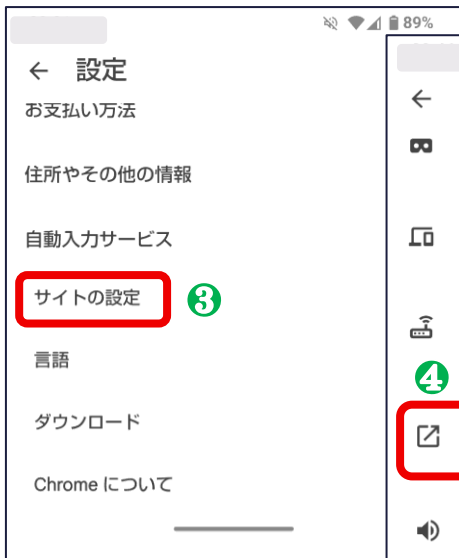 89%
← 設定
お支払い方法
住所やその他の情報
自動入力サービス
サイトの設定 ❸
言語
ダウンロード
Chrome について
←
❹